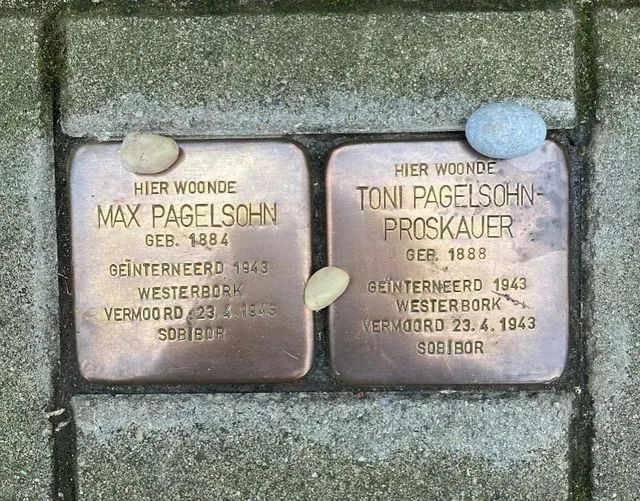 HIER WOONDE
MAX PAGELSOHN
GEB. 1884
GEÏNTERNEERD 1943
WESTERBORK
VERMOORD 23.4.1943
SOBIBOR
HIER WOONDE
TONI PAGELSOHN-
PROSKAUER
GEB. 1888
GEÏNTERNEERD 1943
WESTERBORK
VERMOORD 23.4.1943
SOBIBOR